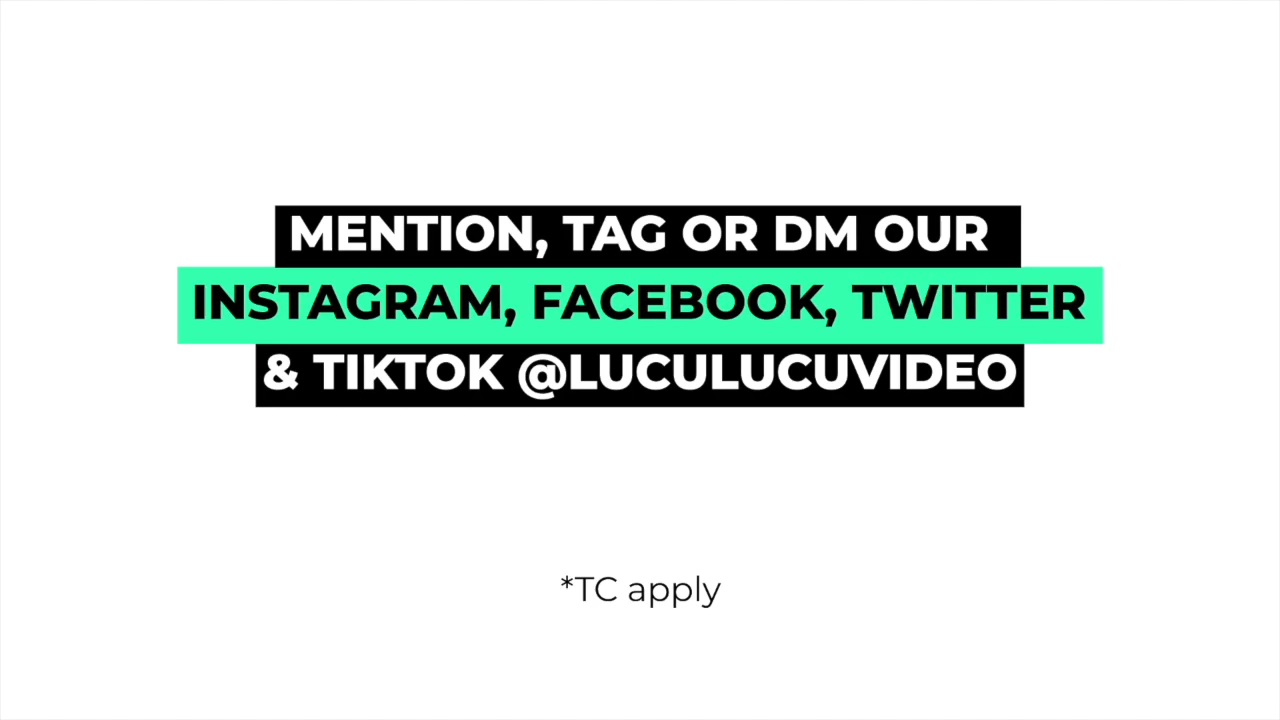 MENTION, TAG OR DM OUR
INSTAGRAM, FACEBOOK, TWITTER
& TIKTOK @LUCULUCUVIDEO
*TC apply